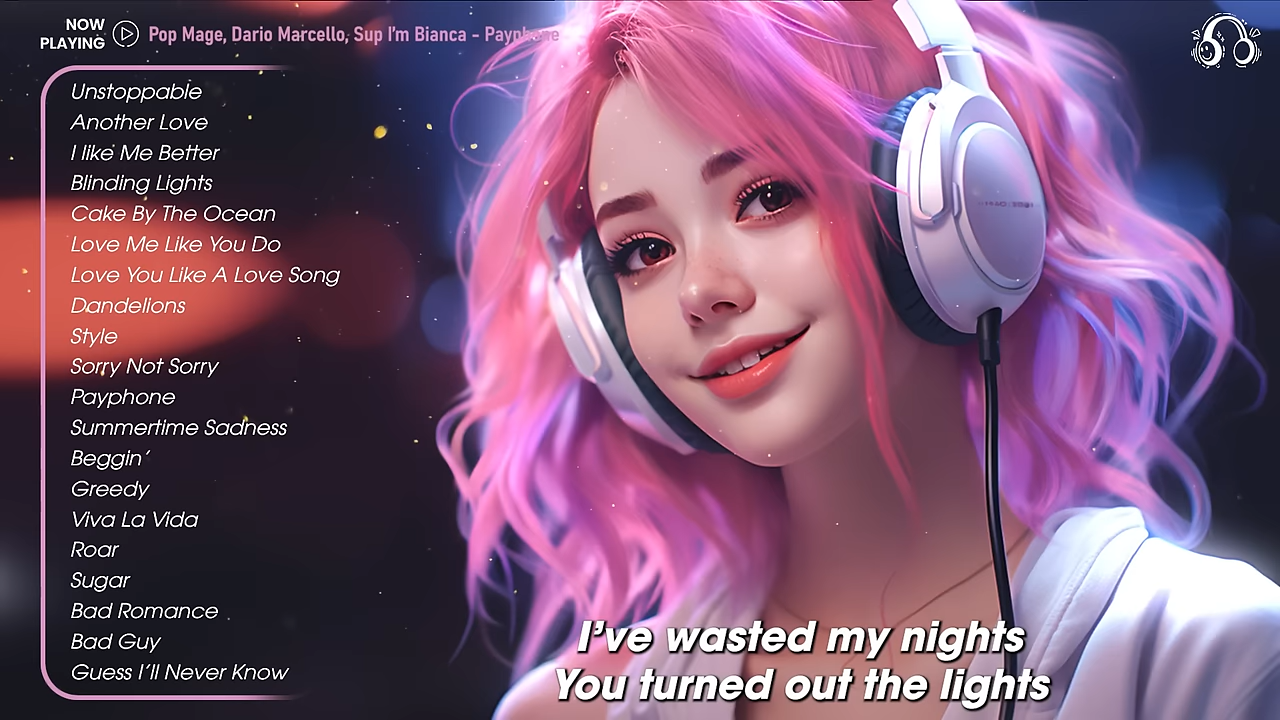 NOW
PLAYING
Pop Mage, Dario Marcello, Sup I'm Bianca - Payphone
Unstoppable
Another Love
I like Me Better
Blinding Lights
Cake By The Ocean
Love Me Like You Do
Love You Like A Love Song
Dandelions
Style
Sorry Not Sorry
Payphone
Summertime Sadness
Beggin'
Greedy
Viva La Vida
Roar
Sugar
Bad Romance
Bad Guy
Guess I'll Never Know
I've wasted my nights
You turned out the lights